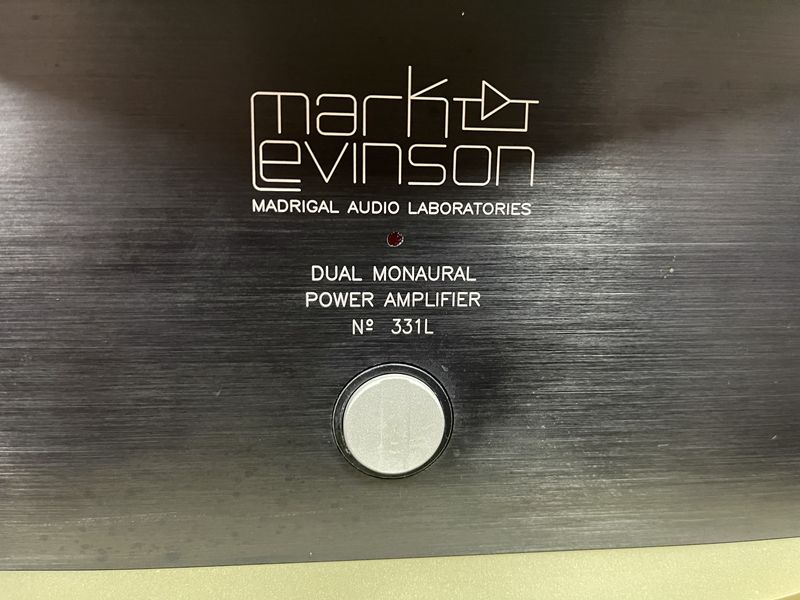 mark
Levinson
MADRIGAL AUDIO LABORATORIES
DUAL MONAURAL
POWER AMPLIFIER
Nº 331L